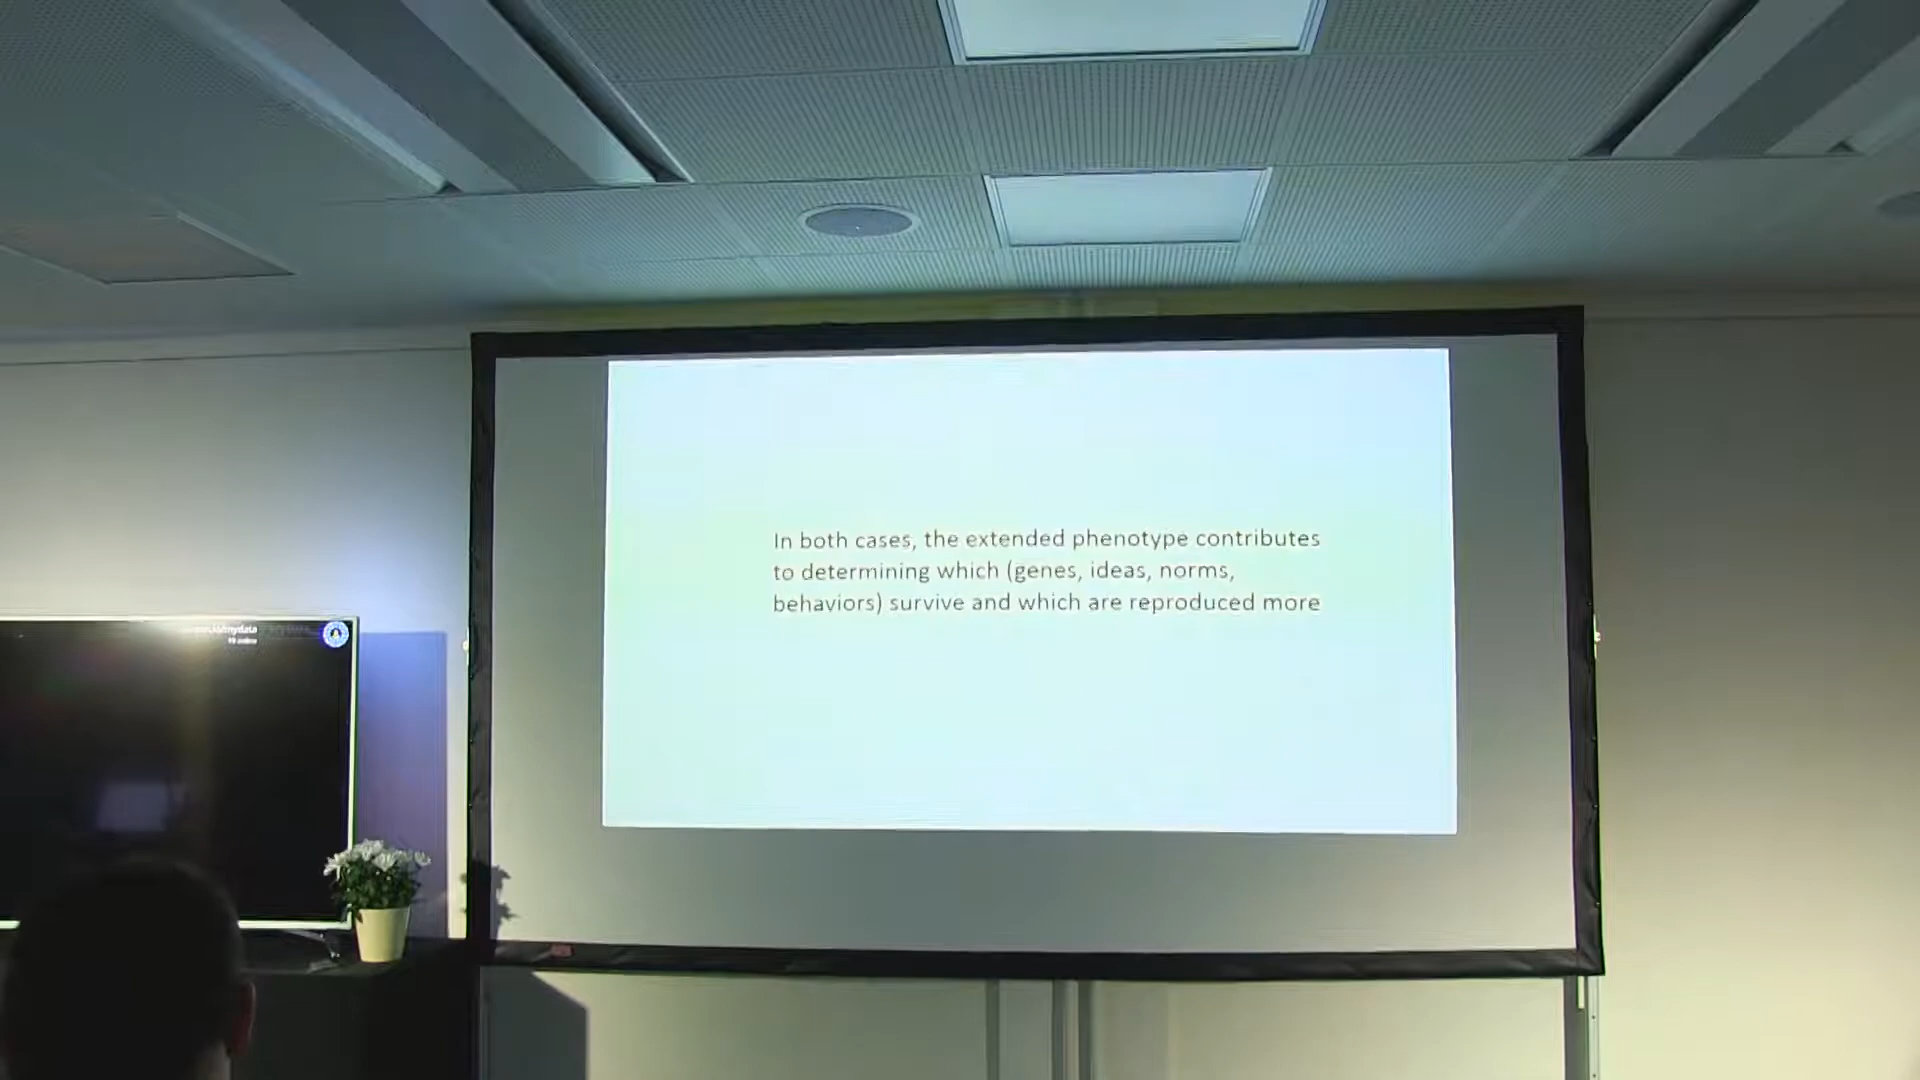 In both cases, the extended phenotype contributes
to determining which (genes, ideas, norms,
behaviors) survive and which are reproduced more